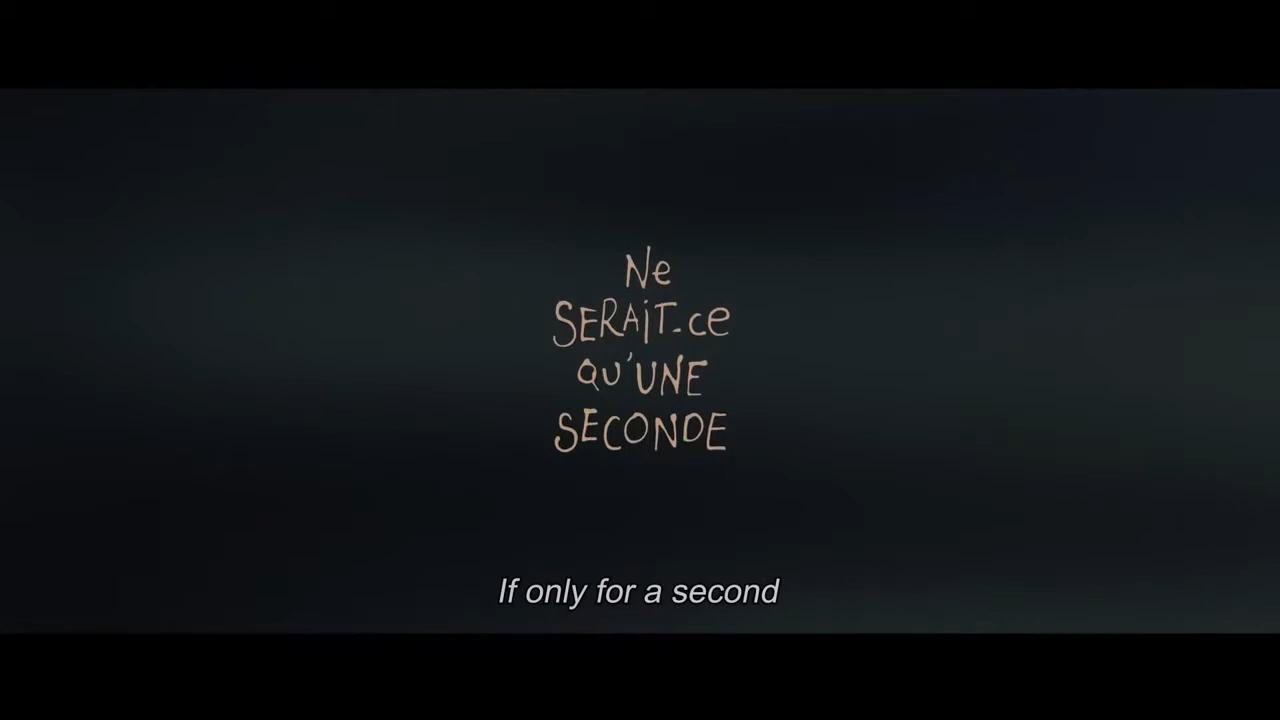 Ne
SERAiT-ce
QU'UNE
SECONDE
If only for a second